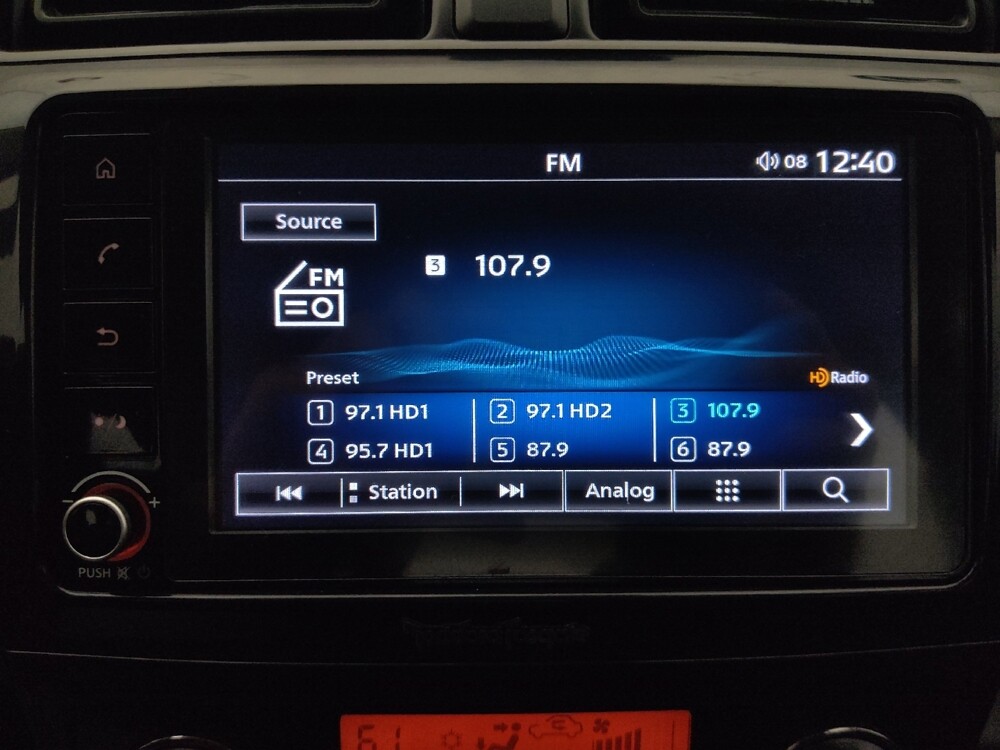 FM 08 12:40
Source
FM
3 107.9
Preset
HD Radio
1 97.1 HD1 2 97.1 HD2 3 107.9
4 95.7 HD1 5 87.9 6 87.9
Station Analog
- +
PUSH
61